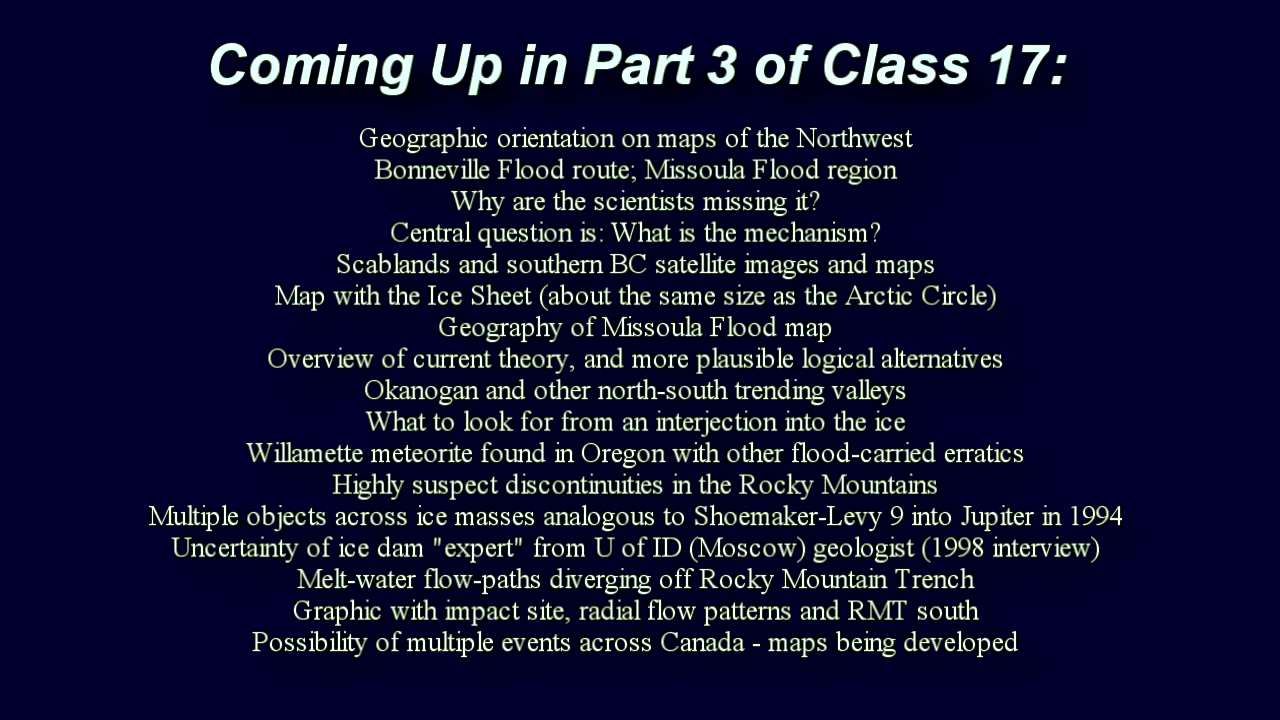 Coming Up in Part 3 of Class 17:
Geographic orientation on maps of the Northwest
Bonneville Flood route; Missoula Flood region
Why are the scientists missing it?
Central question is: What is the mechanism?
Scablands and southern BC satellite images and maps
Map with the Ice Sheet (about the same size as the Arctic Circle)
Geography of Missoula Flood map
Overview of current theory, and more plausible logical alternatives
Okanogan and other north-south trending valleys
What to look for from an interjection into the ice
Willamette meteorite found in Oregon with other flood-carried erratics
Highly suspect discontinuities in the Rocky Mountains
Multiple objects across ice masses analogous to Shoemaker-Levy 9 into Jupiter in 1994
Uncertainty of ice dam "expert" from U of ID (Moscow) geologist (1998 interview)
Melt-water flow-paths diverging off Rocky Mountain Trench
Graphic with impact site, radial flow patterns and RMT south
Possibility of multiple events across Canada - maps being developed